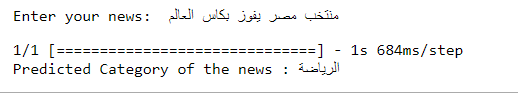 Enter your news: منتخب مصر يفوز بكاس العالم
1/1 [==============================] - 1s 684ms/step
Predicted Category of the news : الرياضة